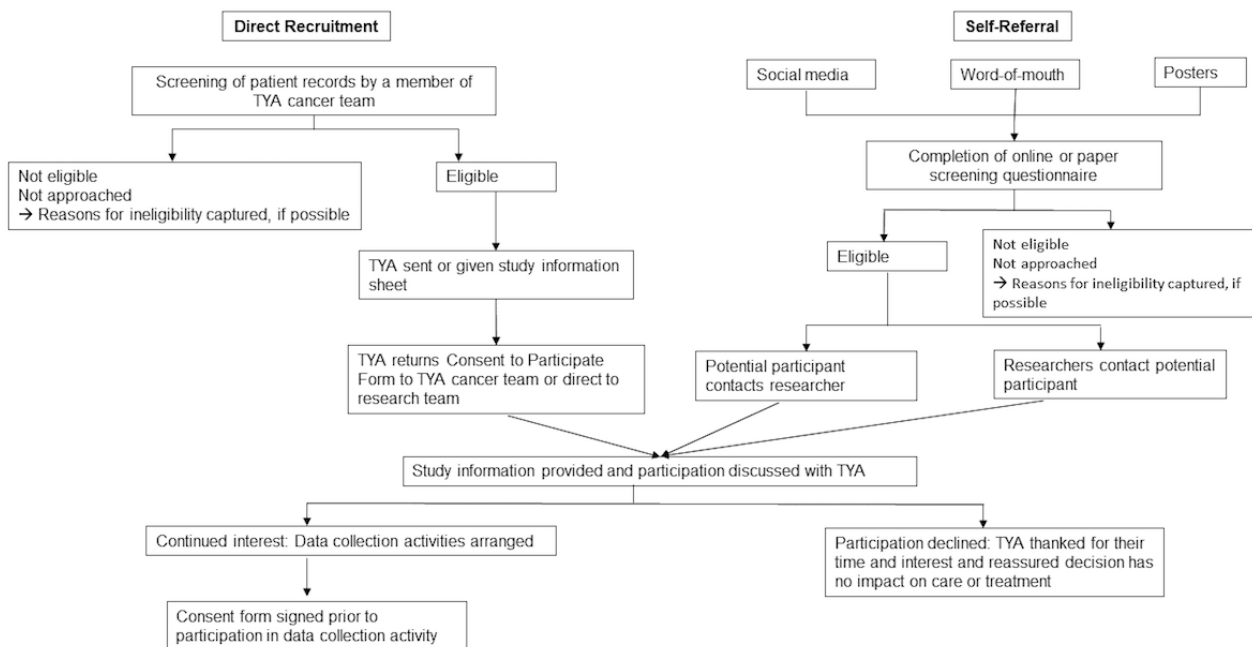 Direct Recruitment
Screening of patient records by a member of
TYA cancer team
Not eligible
Not approached
→ Reasons for ineligibility captured, if possible
Eligible
TYA sent or given study information
sheet
TYA returns Consent to Participate
Form to TYA cancer team or direct to
research team
Self-Referral
Social media
Word-of-mouth
Posters
Completion of online or paper
screening questionnaire
Eligible
Not eligible
Not approached
→ Reasons for ineligibility captured, if
possible
Potential participant
contacts researcher
Researchers contact potential
participant
Study information provided and participation discussed with TYA
Continued interest: Data collection activities arranged
Participation declined: TYA thanked for their
time and interest and reassured decision has
no impact on care or treatment
Consent form signed prior to
participation in data collection activity